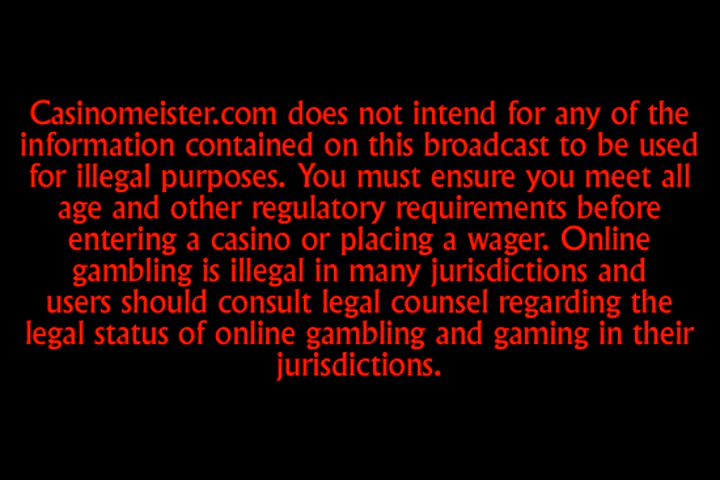 Casinomeister.com does not intend for any of the
information contained on this broadcast to be used
for illegal purposes. You must ensure you meet all
age and other regulatory requirements before
entering a casino or placing a wager. Online
gambling is illegal in many jurisdictions and
users should consult legal counsel regarding the
legal status of online gambling and gaming in their
jurisdictions.